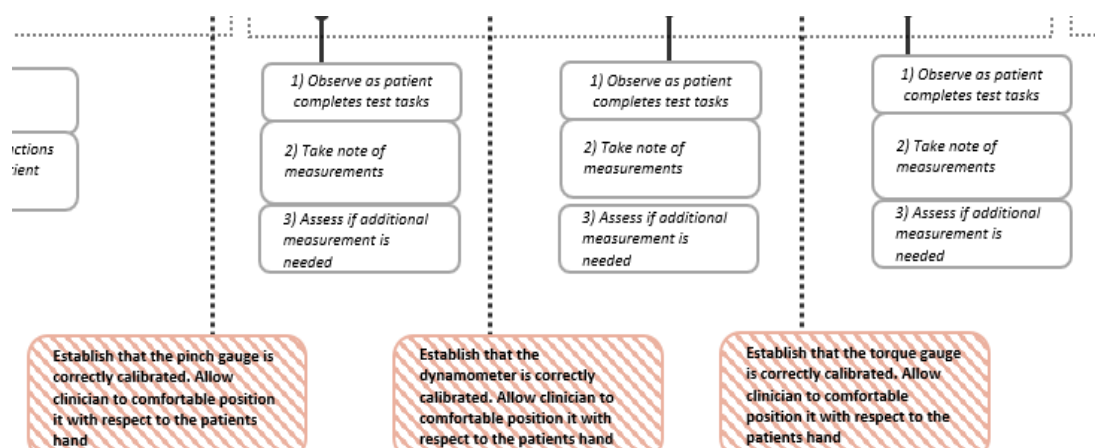 ctions
ient
1) Observe as patient
completes test tasks
2) Take note of
measurements
3) Assess if additional
measurement is
needed
1) Observe as patient
completes test tasks
2) Take note of
measurements
3) Assess if additional
measurement is
needed
1) Observe as patient
completes test tasks
2) Take note of
measurements
3) Assess if additional
measurement is
needed
Establish that the pinch gauge is
correctly calibrated. Allow
clinician to comfortable position
it with respect to the patients
hand
Establish that the
dynamometer is correctly
calibrated. Allow clinician to
comfortable position it with
respect to the patients hand
Establish that the torque gauge
is correctly calibrated. Allow
clinician to comfortable
position it with respect to the
patients hand